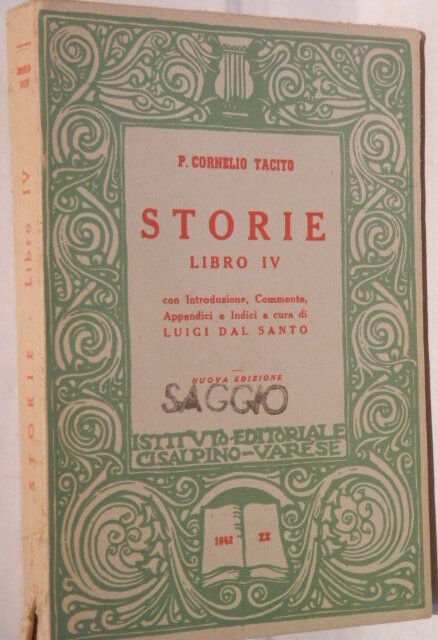 P. CORNELIO TACITO
STORIE
LIBRO IV
con Introduzione, Commento,
Appendici e Indici a cura di
LUIGI DAL SANTO
NUOVA EDIZIONE
SAGGIO
ISTITVTO·EDITORIALE
CISALPINO-VARESE
1942 XX
STORIE - Libro IV